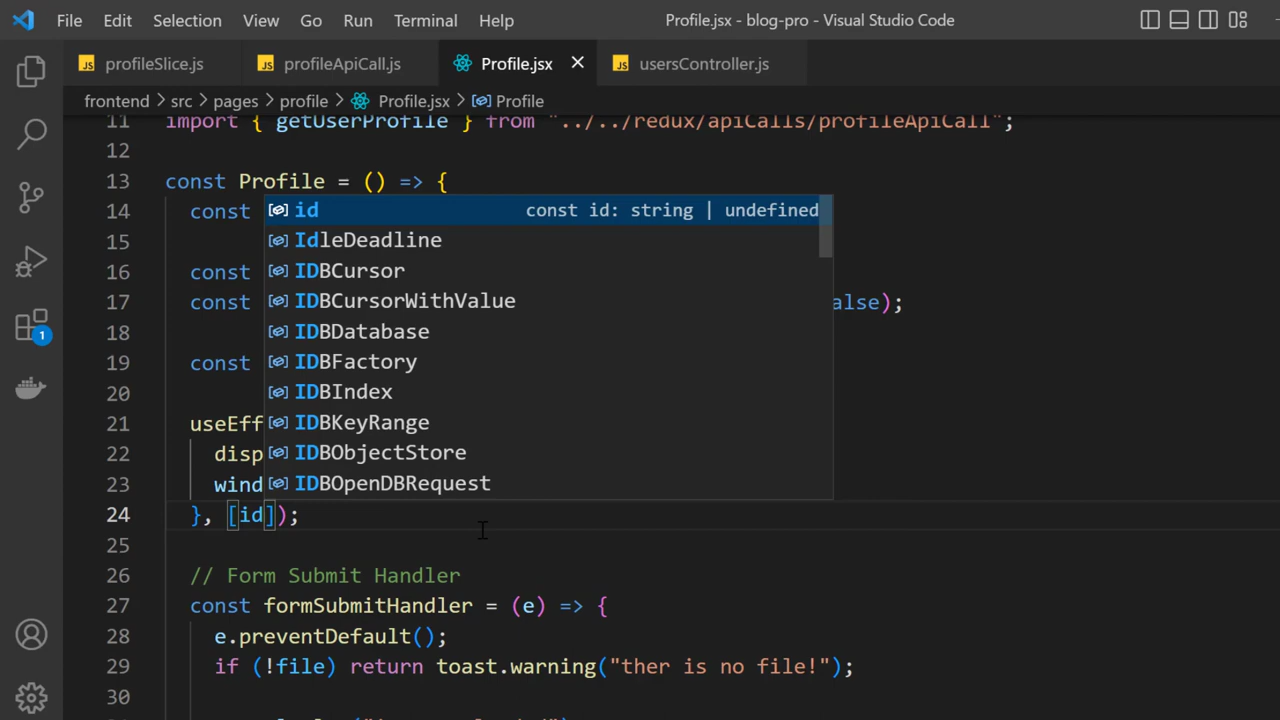 File Edit Selection View Go Run Terminal Help Profile.jsx - blog-pro - Visual Studio Code
JS profileSlice.js JS profileApiCall.js Profile.jsx × JS usersController.js
frontend > src > pages > profile > Profile.jsx > Profile
11 import { getUserProfile } from "../../redux/apiCalls/profileApiCall";
12
13 const Profile = () => {
14 const id const id: string | undefined
15 IdleDeadline
16 const IDBCursor
17 const IDBCursorWithValue alse);
18 IDBDatabase
19 const IDBFactory
20 IDBIndex
21 useEff IDBKeyRange
22 disp IDBObjectStore
23 wind IDBOpenDBRequest
24 }, [id]);
25
26 // Form Submit Handler
27 const formSubmitHandler = (e) => {
28 e.preventDefault();
29 if (!file) return toast.warning("ther is no file!");
30
1